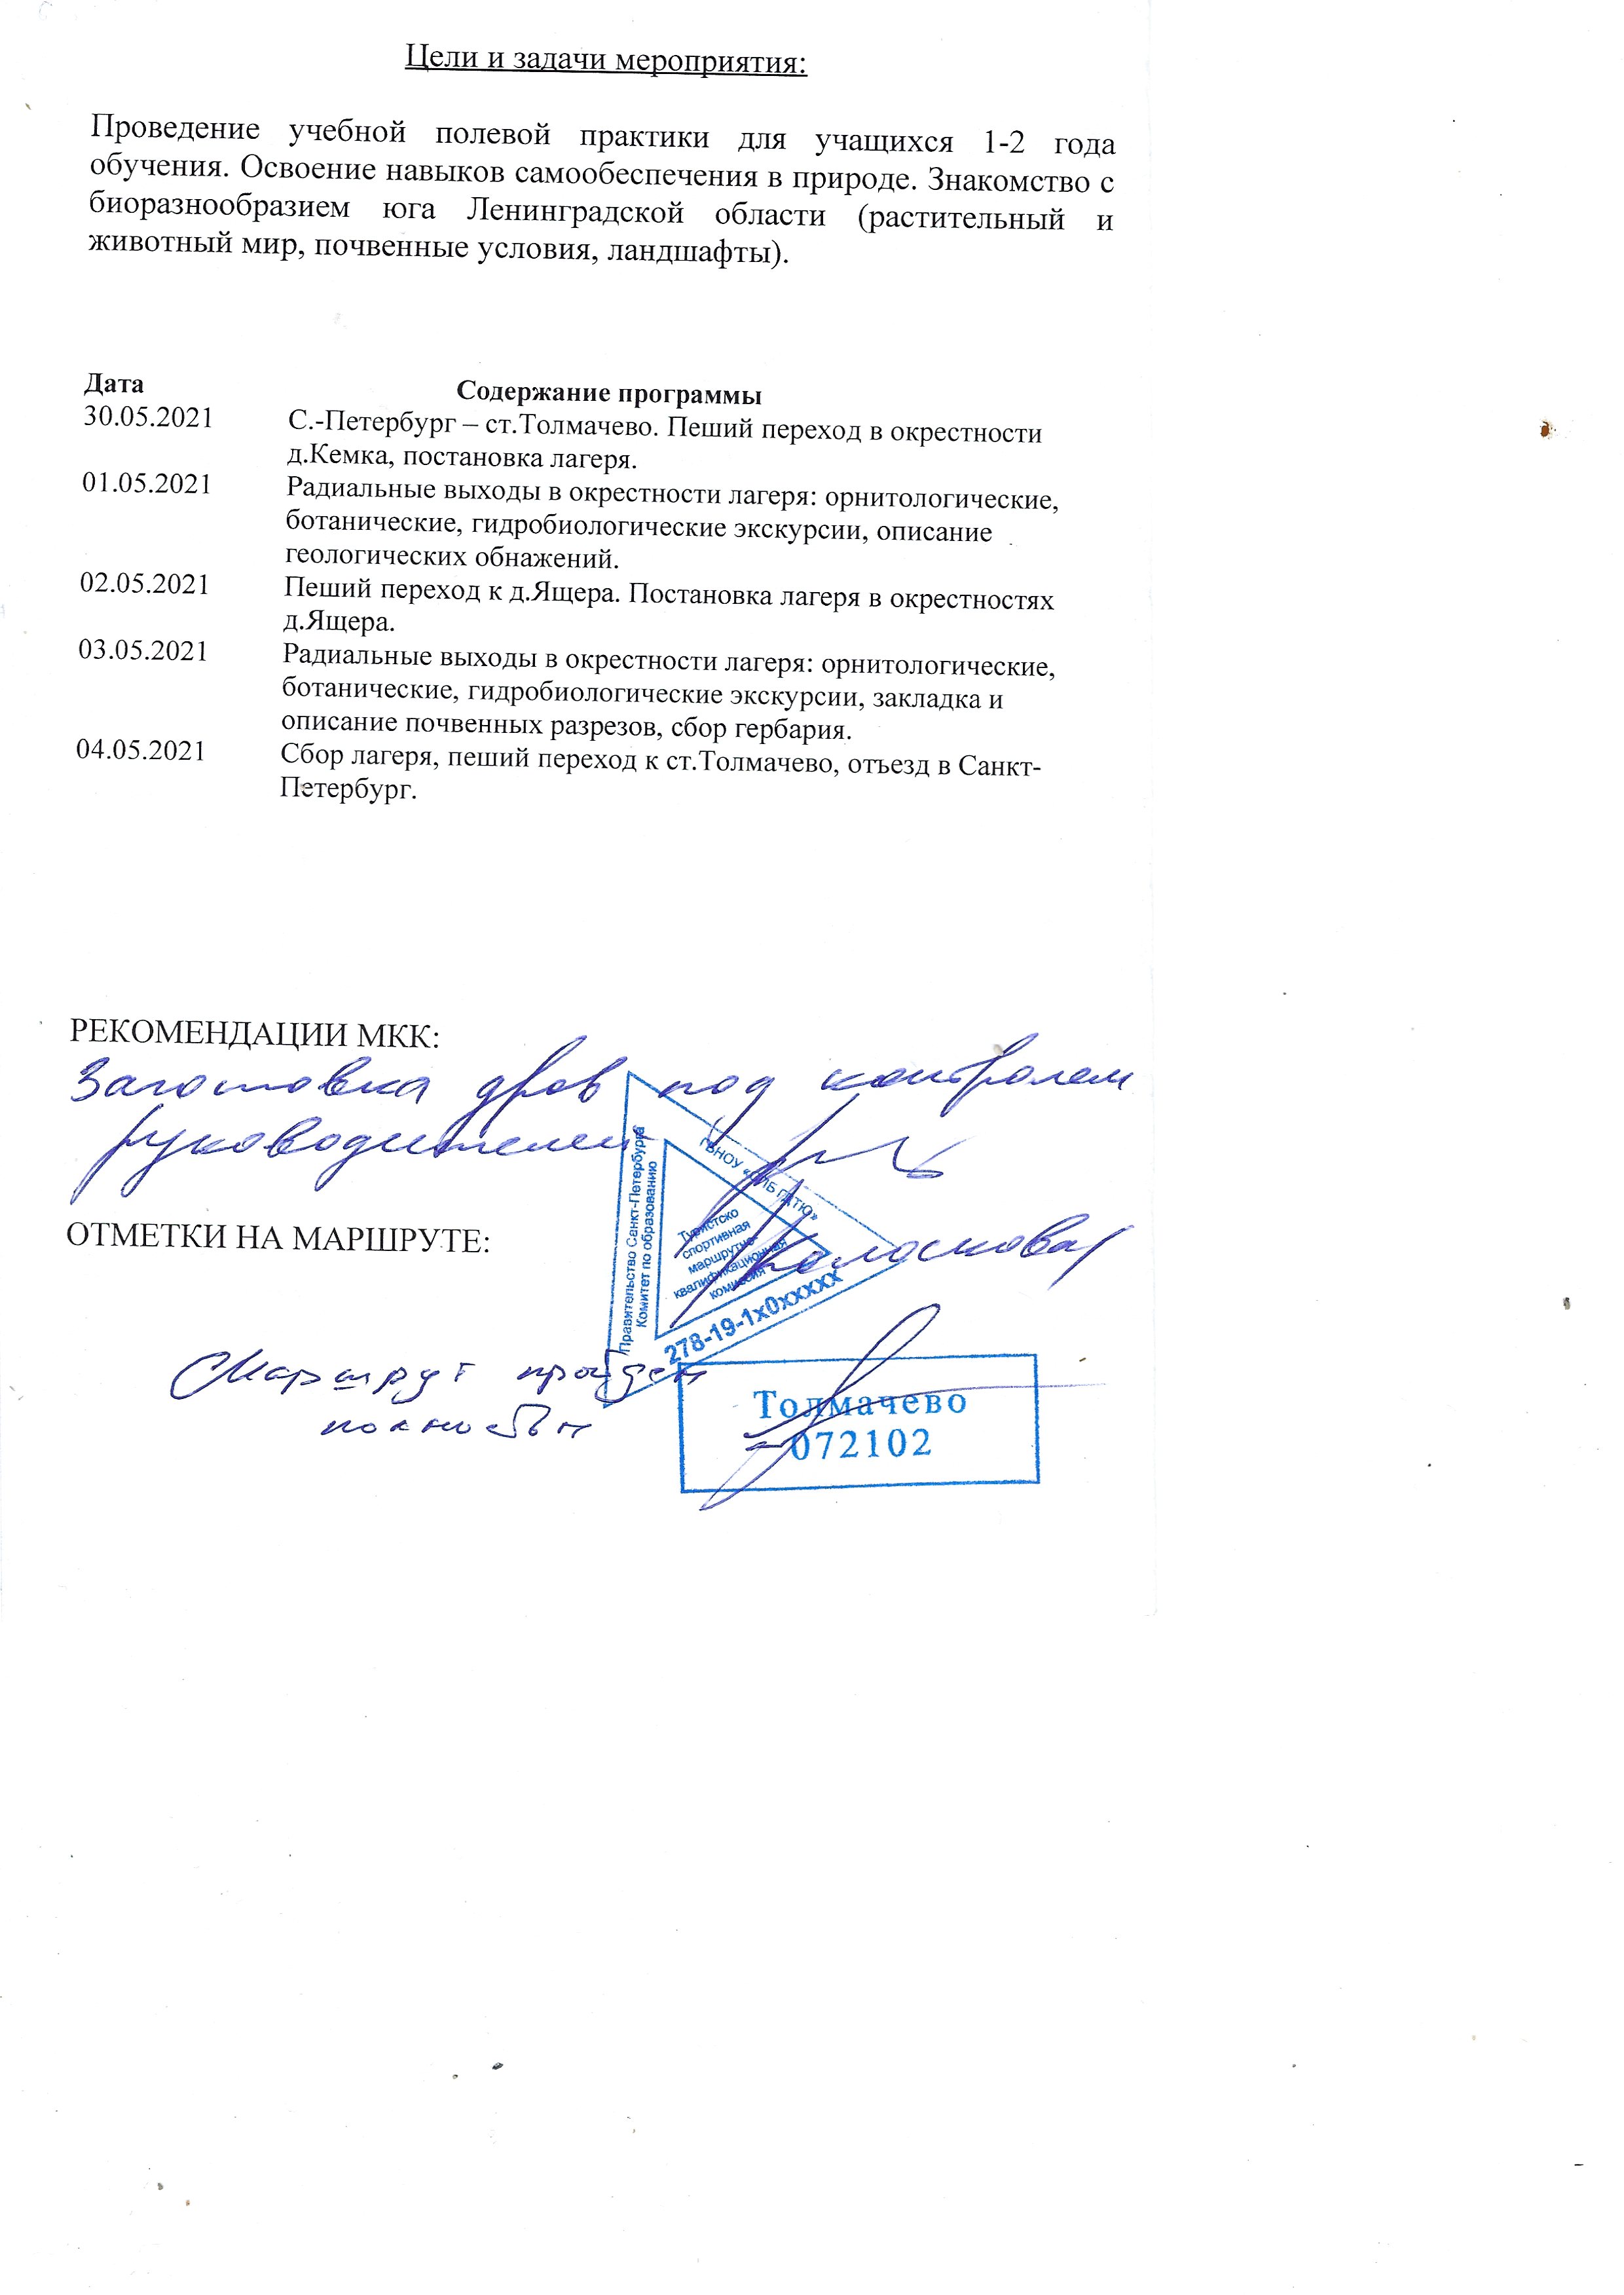 Цели и задачи мероприятия:
Проведение учебной полевой практики для учащихся 1-2 года
обучения. Освоение навыков самообеспечения в природе. Знакомство с
биоразнообразием юга Ленинградской области (растительный и
животный мир, почвенные условия, ландшафты).
Дата Содержание программы
30.05.2021 С.-Петербург – ст.Толмачево. Пеший переход в окрестности
д.Кемка, постановка лагеря.
01.05.2021 Радиальные выходы в окрестности лагеря: орнитологические,
ботанические, гидробиологические экскурсии, описание
геологических обнажений.
02.05.2021 Пеший переход к д.Ящера. Постановка лагеря в окрестностях
д.Ящера.
03.05.2021 Радиальные выходы в окрестности лагеря: орнитологические,
ботанические, гидробиологические экскурсии, закладка и
описание почвенных разрезов, сбор гербария.
04.05.2021 Сбор лагеря, пеший переход к ст.Толмачево, отъезд в Санкт-
Петербург.
РЕКОМЕНДАЦИИ МКК:
Заготовка дров под контролем
руководителей
Правительство Санкт-Петербурга
Комитет по образованию
ГБНОУ «СПБ ГДТЮ»
Туристско
спортивная
маршрутно-
квалификационная
комиссия
278-19-1х0ххххх
ОТМЕТКИ НА МАРШРУТЕ:
Колоскова
Маршрут пройден
полностью
Толмачево
072102